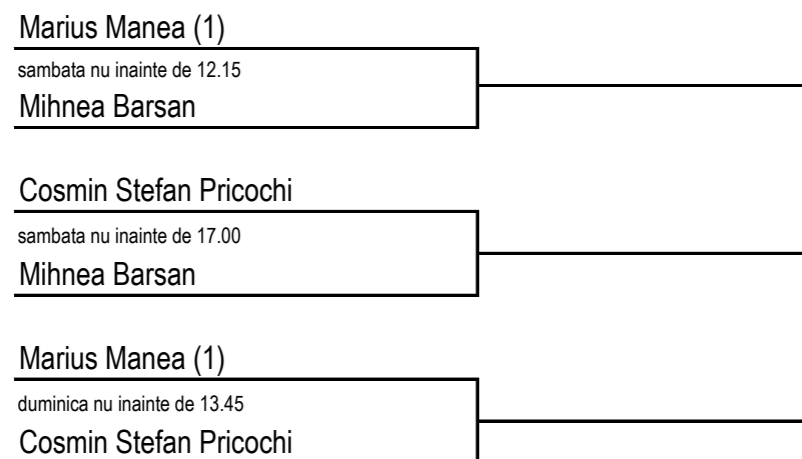 Marius Manea (1)
sambata nu inainte de 12.15
Mihnea Barsan
Cosmin Stefan Pricochi
sambata nu inainte de 17.00
Mihnea Barsan
Marius Manea (1)
duminica nu inainte de 13.45
Cosmin Stefan Pricochi